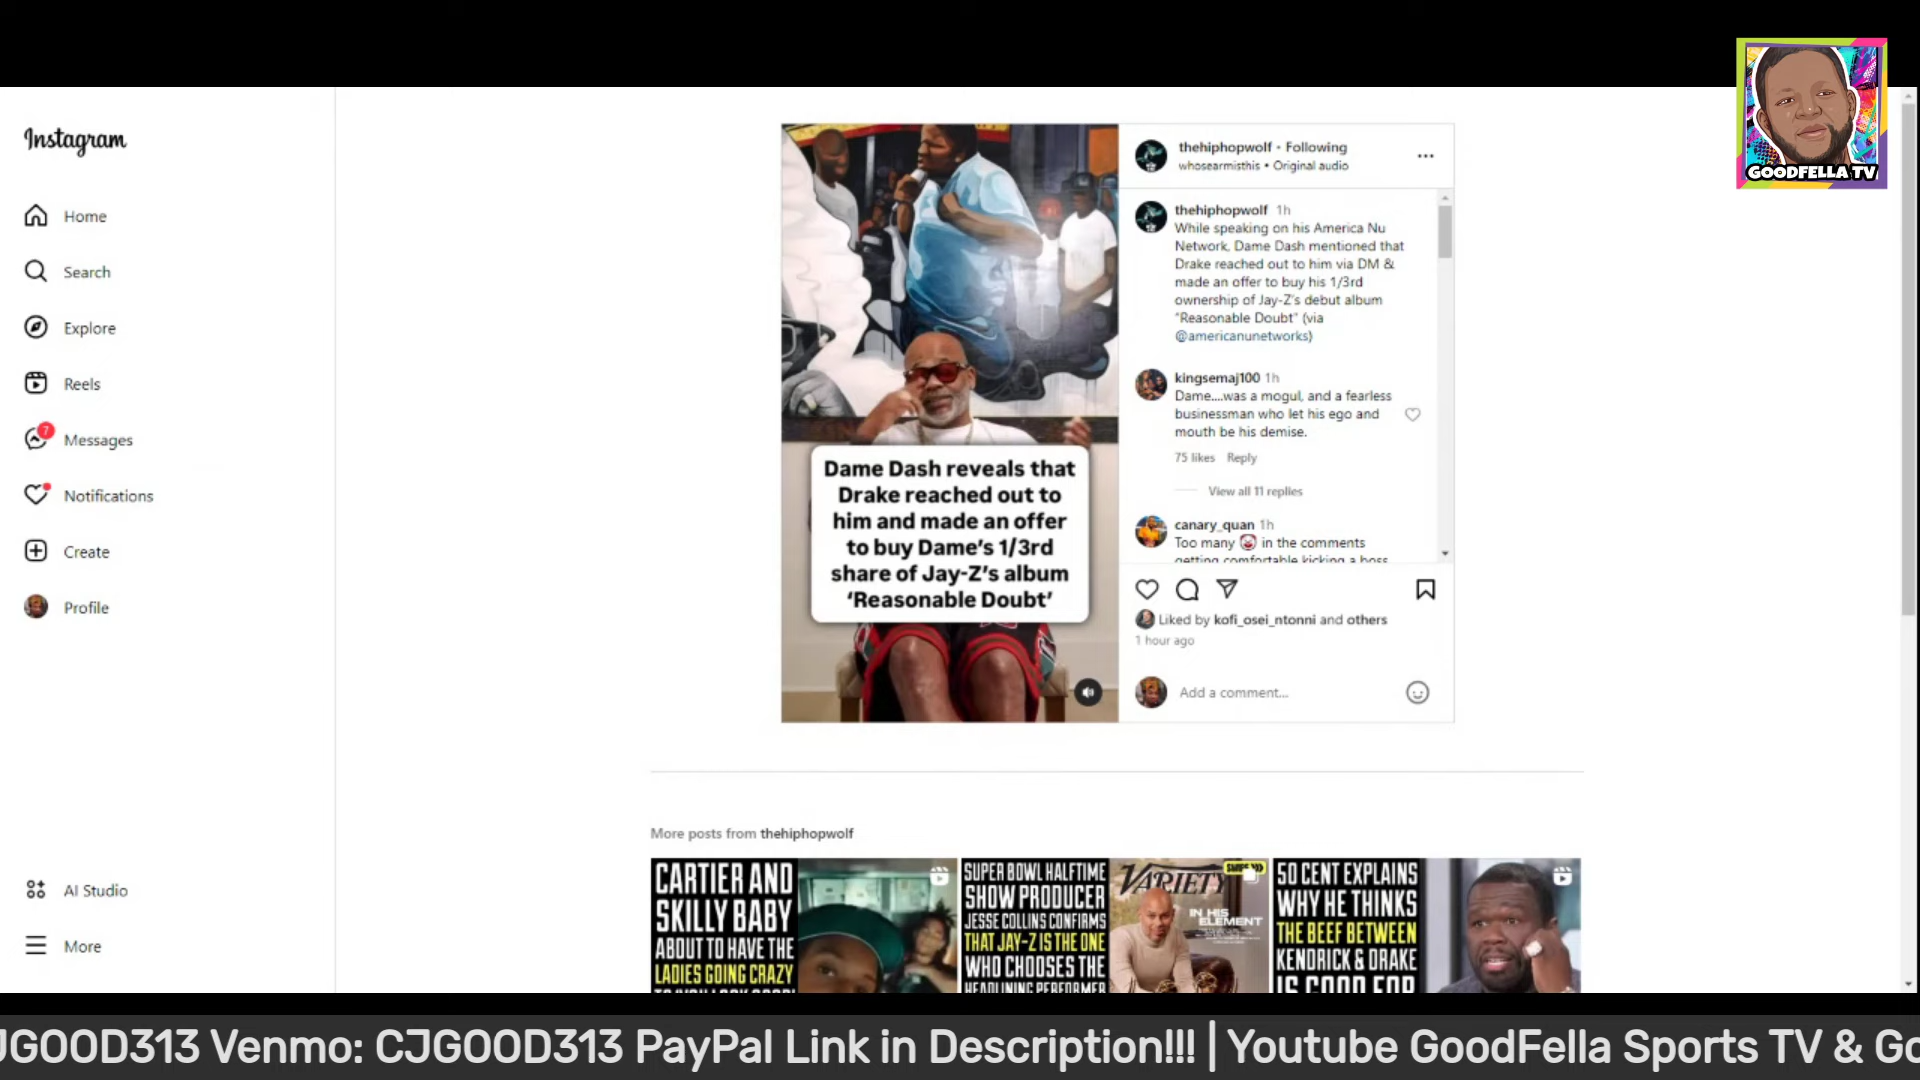 GOODFELLA TV
Instagram
Home
Search
Explore
Reels
7
Messages
Notifications
Create
Profile
AI Studio
More
Dame Dash reveals that
Drake reached out to
him and made an offer
to buy Dame's 1/3rd
share of Jay-Z's album
'Reasonable Doubt'
thehiphopwolf • Following
whosearmisthis • Original audio
thehiphopwolf 1h
While speaking on his America Nu
Network, Dame Dash mentioned that
Drake reached out to him via DM &
made an offer to buy his 1/3rd
ownership of Jay-Z's debut album
"Reasonable Doubt" (via
@americanunetworks)
kingsemaj100 1h
Dame....was a mogul, and a fearless
businessman who let his ego and
mouth be his demise.
75 likes Reply
View all 11 replies
canary_quan 1h
Too many 🤡 in the comments
getting comfortable kicking a boss
Liked by kofi_osei_ntonni and others
1 hour ago
Add a comment...
More posts from thehiphopwolf
CARTIER AND
SKILLY BABY
ABOUT TO HAVE THE
LADIES GOING CRAZY
SUPER BOWL HALFTIME
SHOW PRODUCER
JESSE COLLINS CONFIRMS
THAT JAY-Z IS THE ONE
WHO CHOOSES THE
HEADLINING PERFORMER
VARIETY
IN HIS
ELEMENT
50 CENT EXPLAINS
WHY HE THINKS
THE BEEF BETWEEN
KENDRICK & DRAKE
IS GOOD FOR
JGOOD313 Venmo: CJGOOD313 PayPal Link in Description!!! | Youtube GoodFella Sports TV & Go